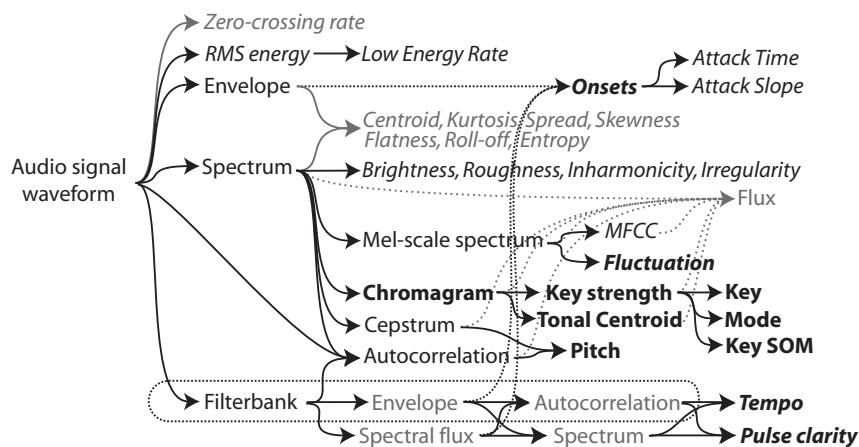 Zero-crossing rate
RMS energy
Low Energy Rate
Attack Time
Envelope
Onsets
Attack Slope
Centroid, Kurtosis, Spread, Skewness
Flatness, Roll-off, Entropy
Audio signal
waveform
Spectrum
Brightness, Roughness, Inharmonicity, Irregularity
Flux
Mel-scale spectrum
MFCC
Fluctuation
Chromagram
Key strength
Key
Cepstrum
Tonal Centroid
Mode
Autocorrelation
Pitch
Key SOM
Filterbank
Envelope
Autocorrelation
Tempo
Spectral flux
Spectrum
Pulse clarity